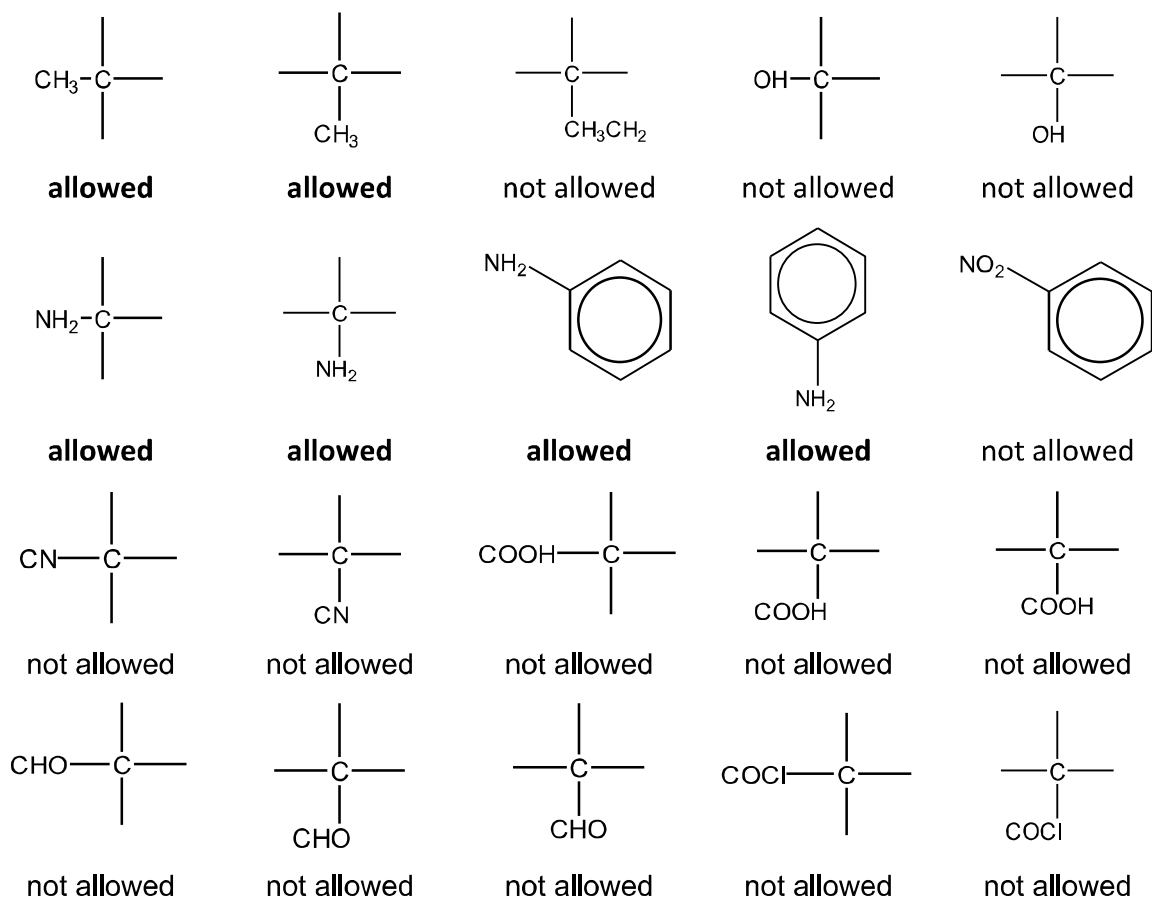 CH₃ C C OH C C
CH₃ CH₃CH₂ OH
allowed allowed not allowed not allowed not allowed
NH₂ C C NH₂ NO₂
NH₂ NH₂
allowed allowed allowed allowed not allowed
CN C C COOH C C C
CN COOH COOH
not allowed not allowed not allowed not allowed not allowed
CHO C C C COCl C C
CHO CHO COCl
not allowed not allowed not allowed not allowed not allowed